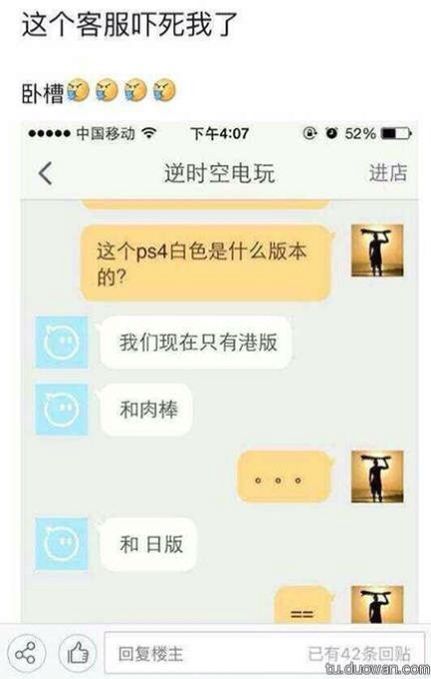 这个客服吓死我了
卧槽
中国移动 下午4:07 52%
逆时空电玩 进店
这个ps4白色是什么版本
的?
我们现在只有港版
和肉棒
。。。
和 日版
==
回复楼主 已有42条回贴
tu.duowan.com